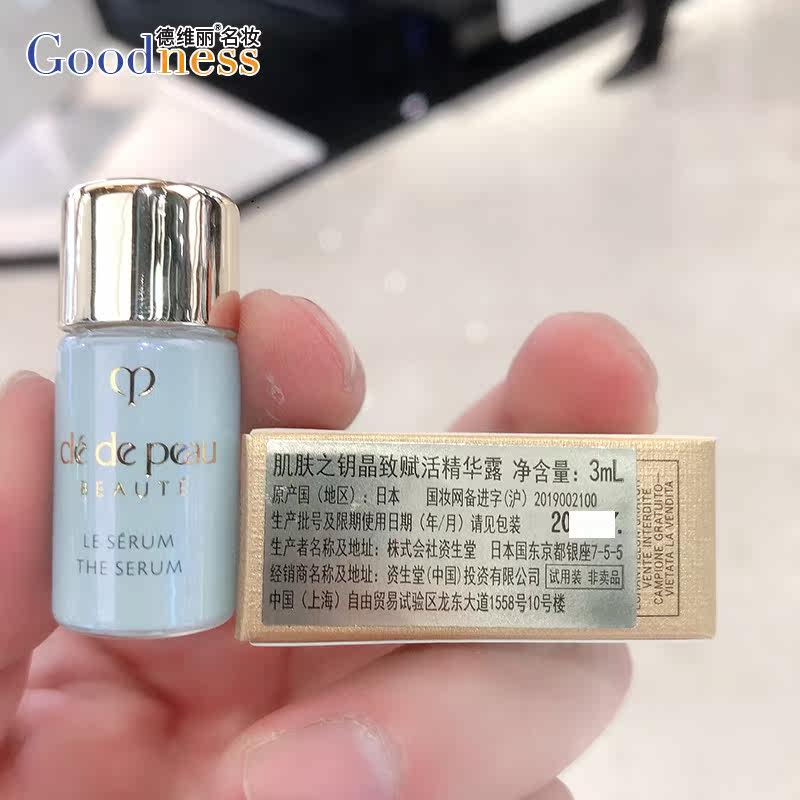 德维丽®名妆
Goodness
clé de peau
BEAUTÉ
LE SÉRUM
THE SERUM
肌肤之钥晶致赋活精华露 净含量：3mL
原产国（地区）：日本 国妆网备进字(沪) 2019002100
生产批号及限期使用日期（年/月）请见包装 20
生产者名称及地址：株式会社资生堂 日本国东京都银座7-5-5
经销商名称及地址：资生堂(中国)投资有限公司 试用装 非卖品
中国（上海）自由贸易试验区龙东大道1558号10号楼
VENTE INTERDITE
CAMPIONE GRATUITO–
VIETATA LA VENDITA